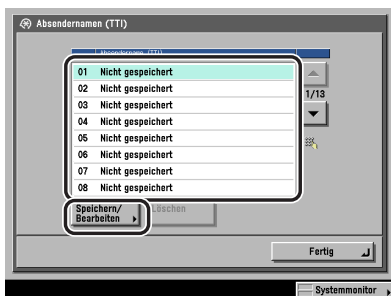 Absendernamen (TTI)
Absendername (TTI)
01 Nicht gespeichert
02 Nicht gespeichert
03 Nicht gespeichert
04 Nicht gespeichert
05 Nicht gespeichert
06 Nicht gespeichert
07 Nicht gespeichert
08 Nicht gespeichert
1/13
Speichern/
Bearbeiten
Löschen
Fertig
Systemmonitor